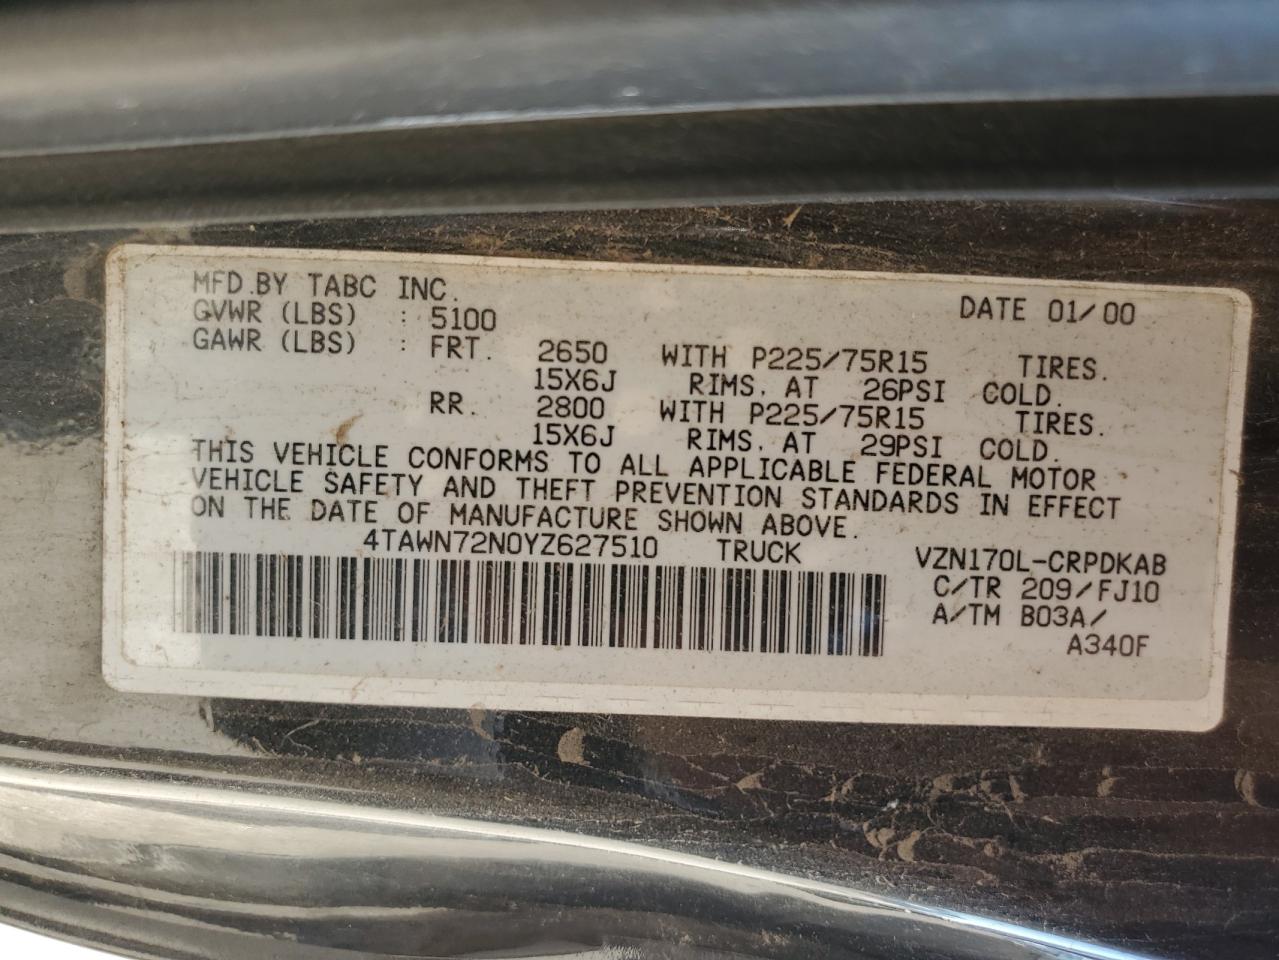 MFD.BY TABC INC. DATE 01/00
GVWR (LBS) : 5100
GAWR (LBS) : FRT. 2650 WITH P225/75R15 TIRES.
15X6J RIMS. AT 26PSI COLD.
RR. 2800 WITH P225/75R15 TIRES.
15X6J RIMS. AT 29PSI COLD.
THIS VEHICLE CONFORMS TO ALL APPLICABLE FEDERAL MOTOR
VEHICLE SAFETY AND THEFT PREVENTION STANDARDS IN EFFECT
ON THE DATE OF MANUFACTURE SHOWN ABOVE.
4TAWN72N0YZ627510 TRUCK VZN170L-CRPDKAB
C/TR 209/FJ10
A/TM B03A/
A340F